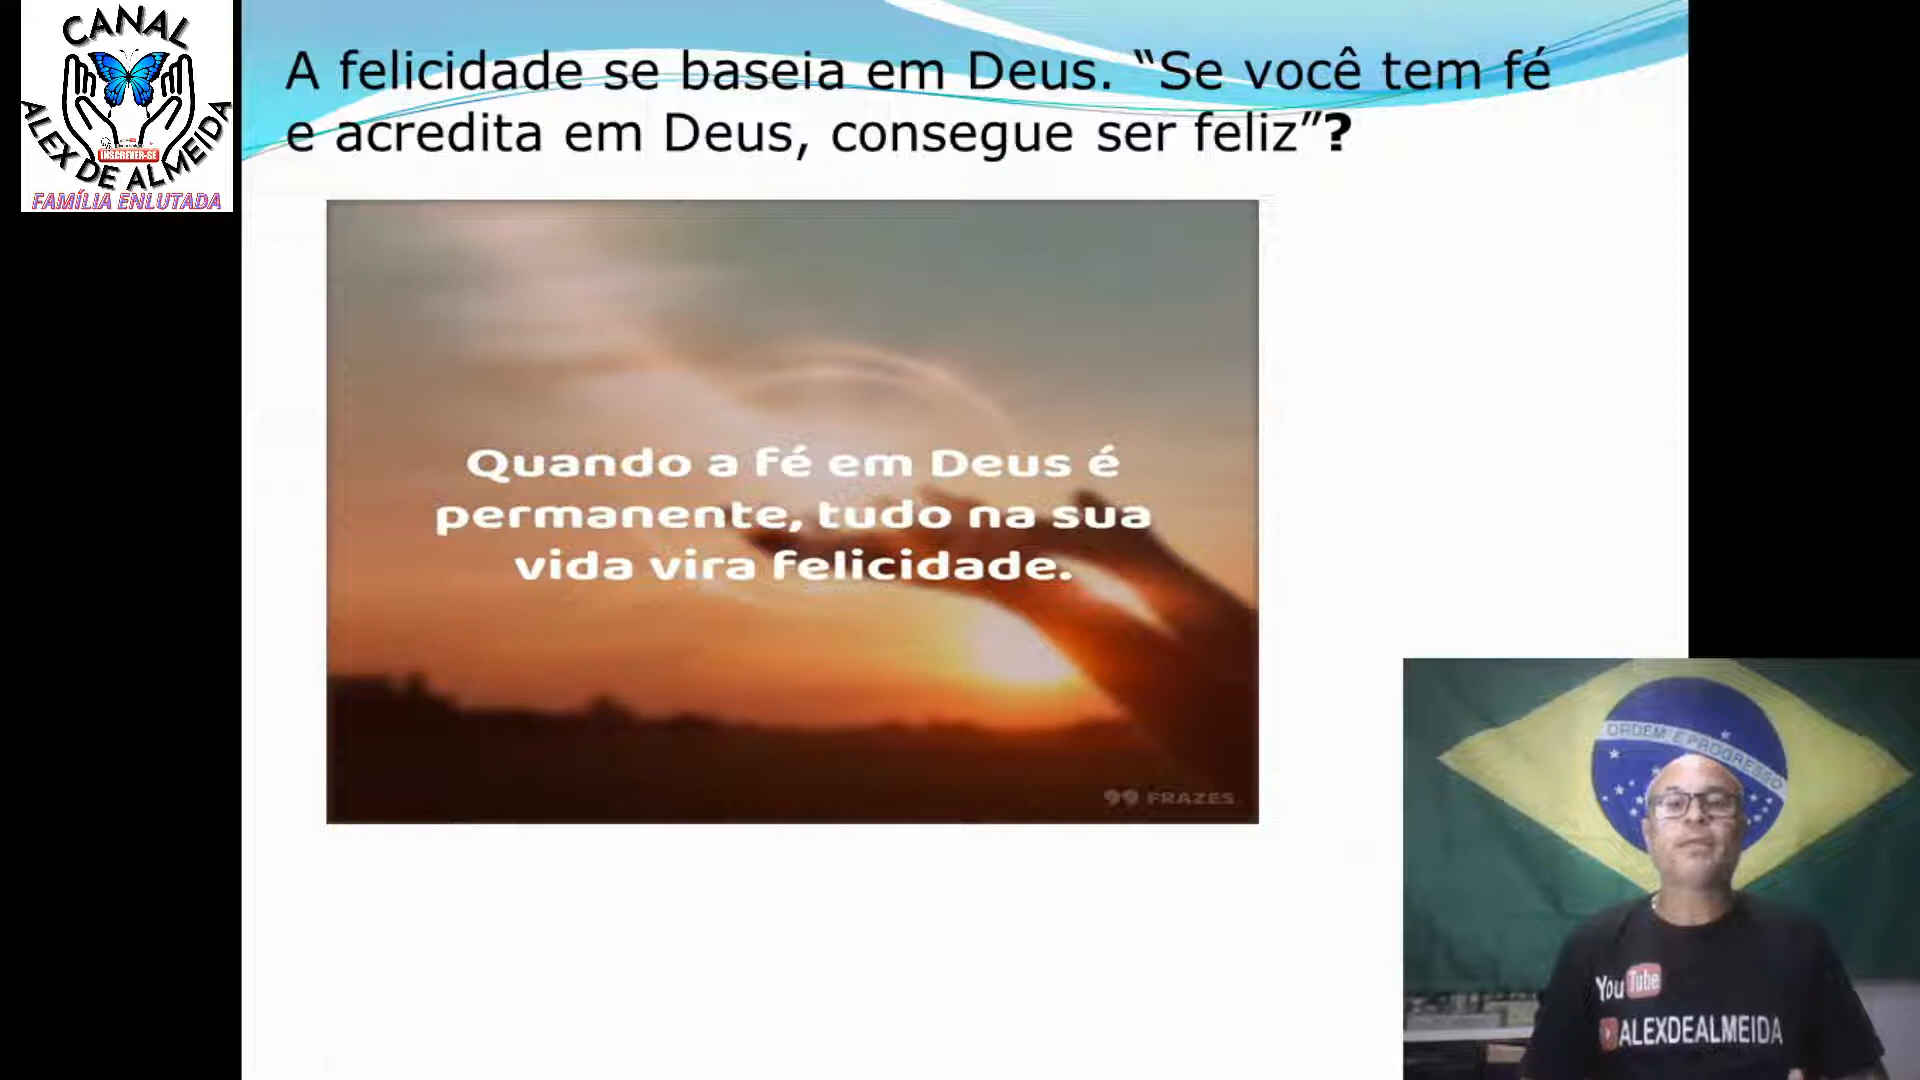 CANAL
ALEX DE ALMEIDA
INSCREVER-SE
FAMÍLIA ENLUTADA
A felicidade se baseia em Deus. “Se você tem fé
e acredita em Deus, consegue ser feliz”?
Quando a fé em Deus é
permanente, tudo na sua
vida vira felicidade.
99 FRAZES
ORDEM E PROGRESSO
YouTube
ALEXDEALMEIDA